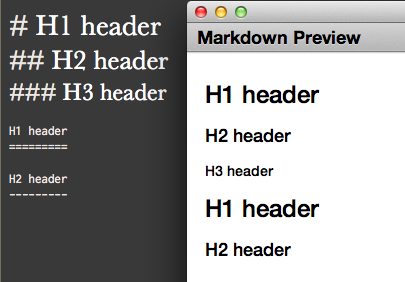 # H1 header
## H2 header
### H3 header
H1 header
=========
H2 header
---------
Markdown Preview
H1 header
H2 header
H3 header
H1 header
H2 header